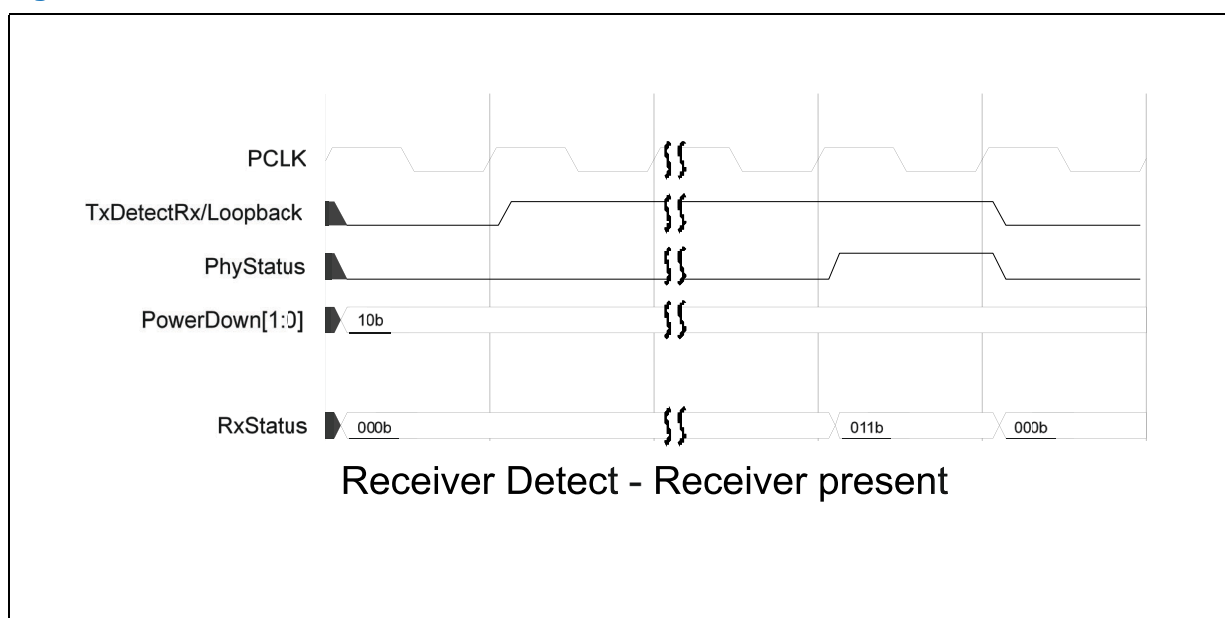 PCLK
TxDetectRx/Loopback
PhyStatus
PowerDown[1:0]
10b
RxStatus
000b
011b
000b
Receiver Detect - Receiver present